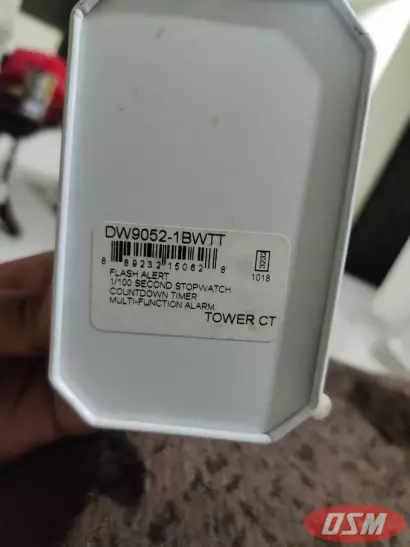 DW9052-1BWTT
8 89232 15062 8
1018
FLASH ALERT
1/100 SECOND STOPWATCH
COUNTDOWN TIMER
MULTI-FUNCTION ALARM
TOWER CT
OSM